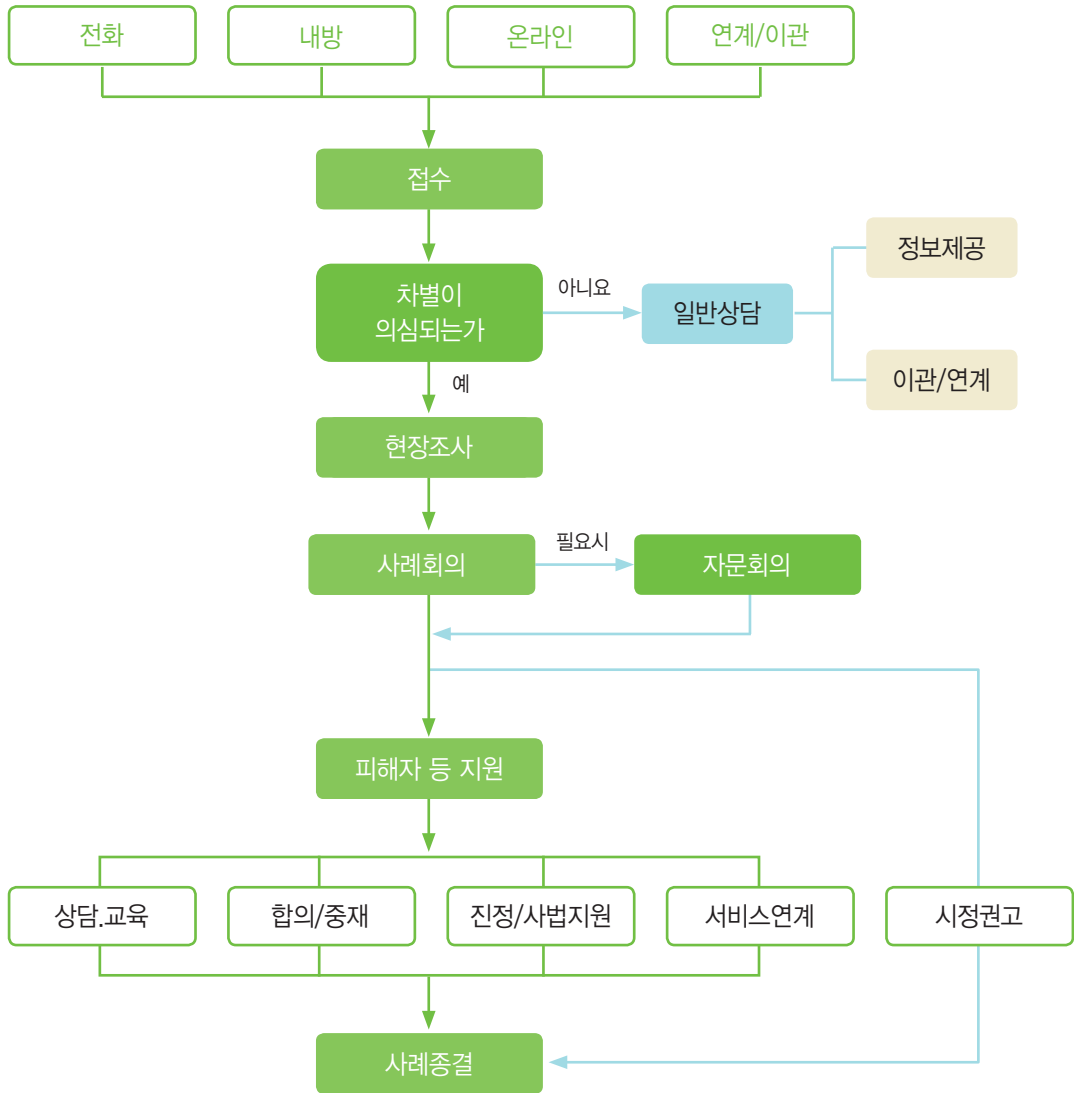 전화
내방
온라인
연계/이관
접수
차별이
의심되는가
아니요
일반상담
정보제공
이관/연계
예
현장조사
사례회의
필요시
자문회의
피해자 등 지원
상담.교육
합의/중재
진정/사법지원
서비스연계
시정권고
사례종결